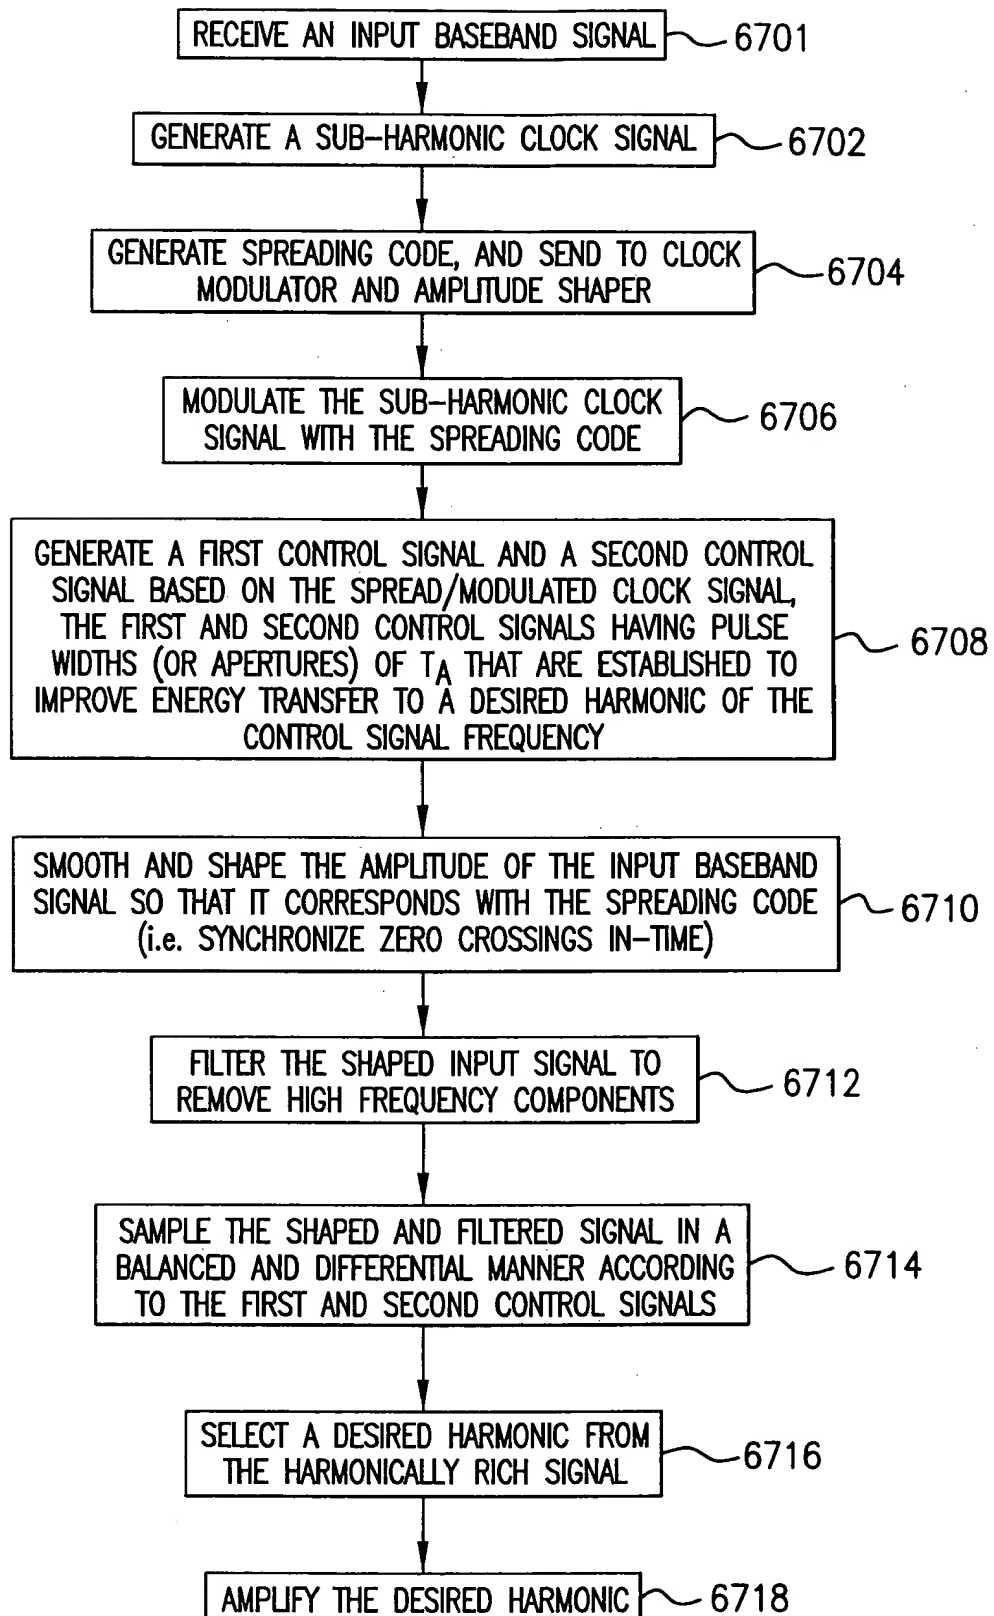 RECEIVE AN INPUT BASEBAND SIGNAL 6701
GENERATE A SUB-HARMONIC CLOCK SIGNAL 6702
GENERATE SPREADING CODE, AND SEND TO CLOCK
MODULATOR AND AMPLITUDE SHAPER
6704
MODULATE THE SUB-HARMONIC CLOCK
SIGNAL WITH THE SPREADING CODE
6706
GENERATE A FIRST CONTROL SIGNAL AND A SECOND CONTROL
SIGNAL BASED ON THE SPREAD/MODULATED CLOCK SIGNAL,
THE FIRST AND SECOND CONTROL SIGNALS HAVING PULSE
WIDTHS (OR APERTURES) OF TA THAT ARE ESTABLISHED TO
IMPROVE ENERGY TRANSFER TO A DESIRED HARMONIC OF THE
CONTROL SIGNAL FREQUENCY
6708
SMOOTH AND SHAPE THE AMPLITUDE OF THE INPUT BASEBAND
SIGNAL SO THAT IT CORRESPONDS WITH THE SPREADING CODE
(i.e. SYNCHRONIZE ZERO CROSSINGS IN-TIME)
6710
FILTER THE SHAPED INPUT SIGNAL TO
REMOVE HIGH FREQUENCY COMPONENTS
6712
SAMPLE THE SHAPED AND FILTERED SIGNAL IN A
BALANCED AND DIFFERENTIAL MANNER ACCORDING
TO THE FIRST AND SECOND CONTROL SIGNALS
6714
SELECT A DESIRED HARMONIC FROM
THE HARMONICALLY RICH SIGNAL
6716
AMPLIFY THE DESIRED HARMONIC 6718